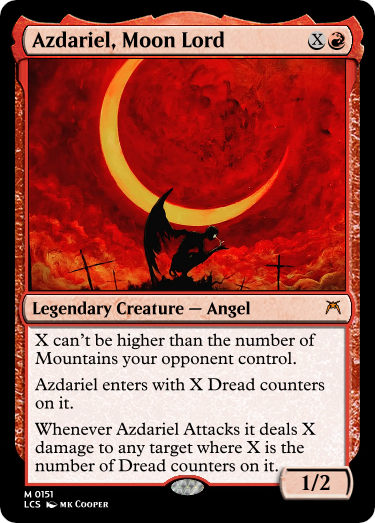 Azdariel, Moon Lord X
Legendary Creature — Angel
X can't be higher than the number of
Mountains your opponent control.
Azdariel enters with X Dread counters
on it.
Whenever Azdariel Attacks it deals X
damage to any target where X is the
number of Dread counters on it.
1/2
M 0151
LCS MK COOPER